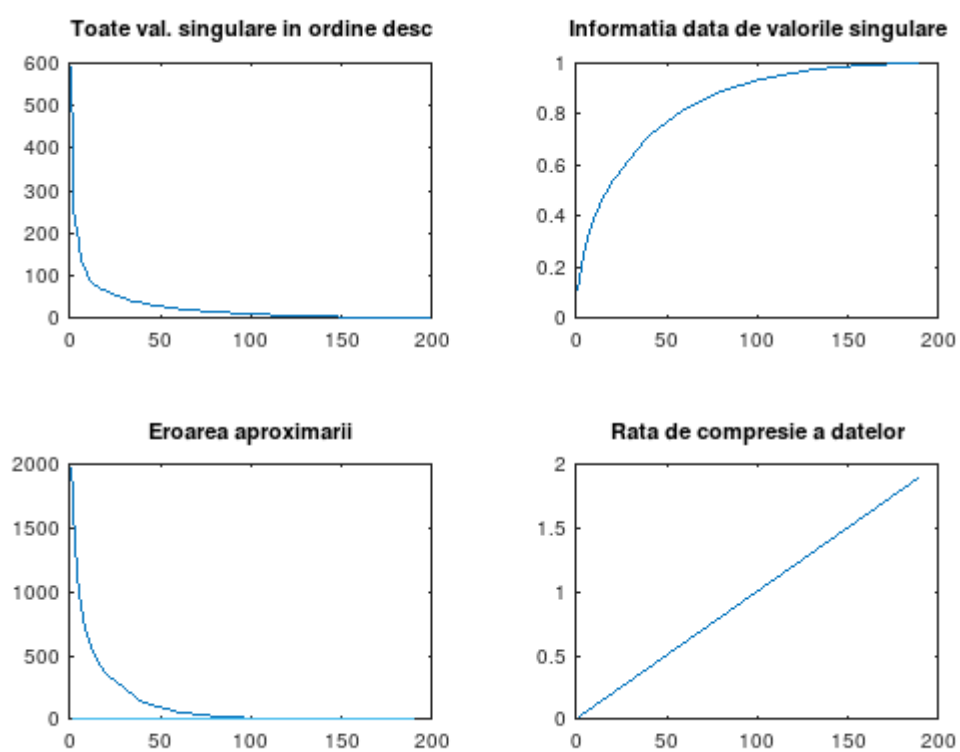 Toate val. singulare in ordine desc
600
500
400
300
200
100
0
0 50 100 150 200
Informatia data de valorile singulare
1
0.8
0.6
0.4
0.2
0
0 50 100 150 200
Eroarea aproximarii
2000
1500
1000
500
0
0 50 100 150 200
Rata de compresie a datelor
2
1.5
1
0.5
0
0 50 100 150 200